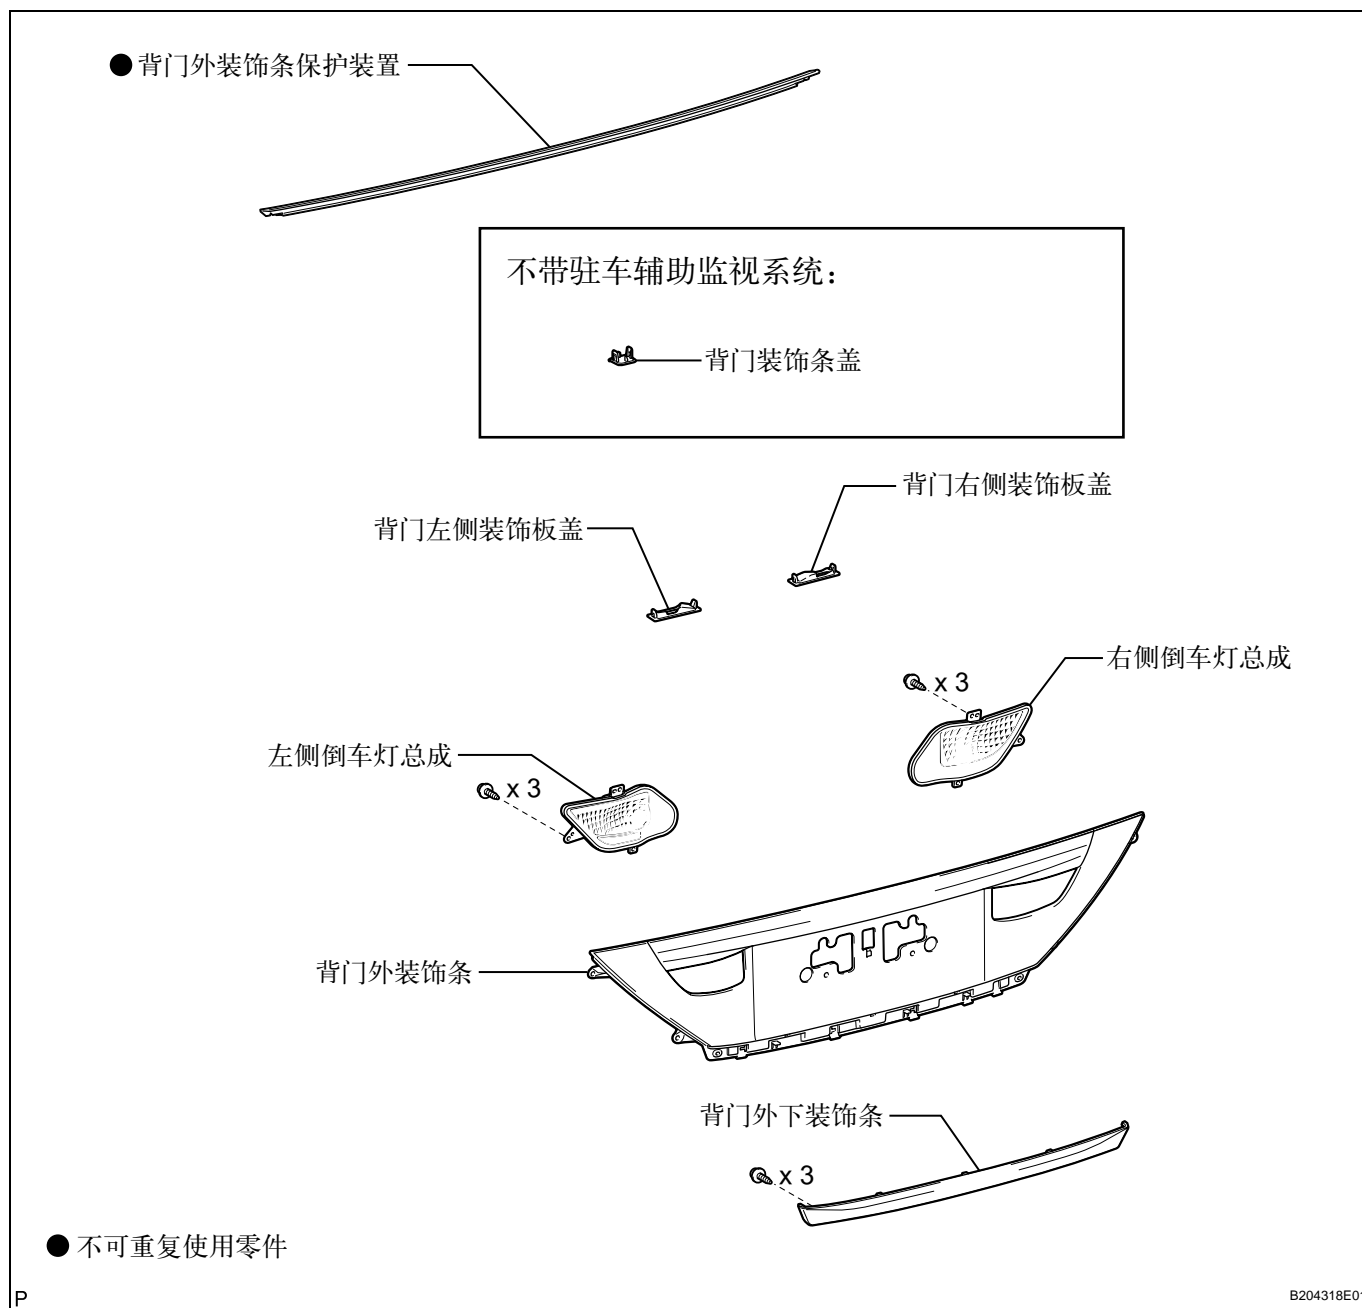 ●背门外装饰条保护装置
不带驻车辅助监视系统：
背门装饰条盖
背门右侧装饰板盖
背门左侧装饰板盖
右侧倒车灯总成
x 3
左侧倒车灯总成
x 3
背门外装饰条
背门外下装饰条
x 3
●不可重复使用零件
P
B204318E01